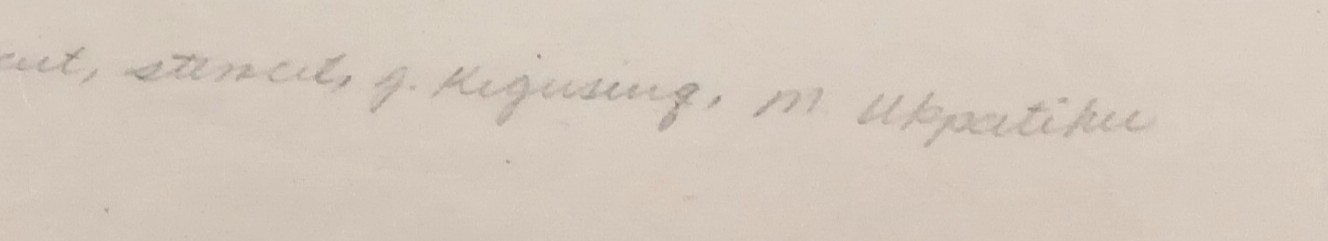 cut, stencil, J. Kigusiuq, M Ukpatiku